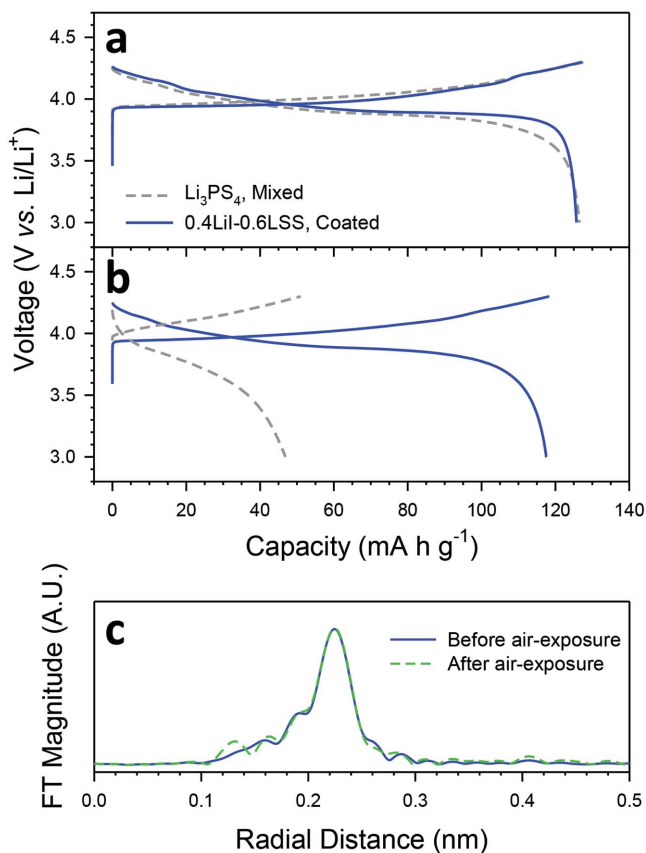 a
4.5
4.0
3.5
3.0
Li₃PS₄, Mixed
0.4LiI-0.6LSS, Coated
b
4.5
4.0
3.5
3.0
Voltage (V vs. Li/Li⁺)
0 20 40 60 80 100 120 140
Capacity (mA h g⁻¹)
c
Before air-exposure
After air-exposure
FT Magnitude (A.U.)
0.0 0.1 0.2 0.3 0.4 0.5
Radial Distance (nm)